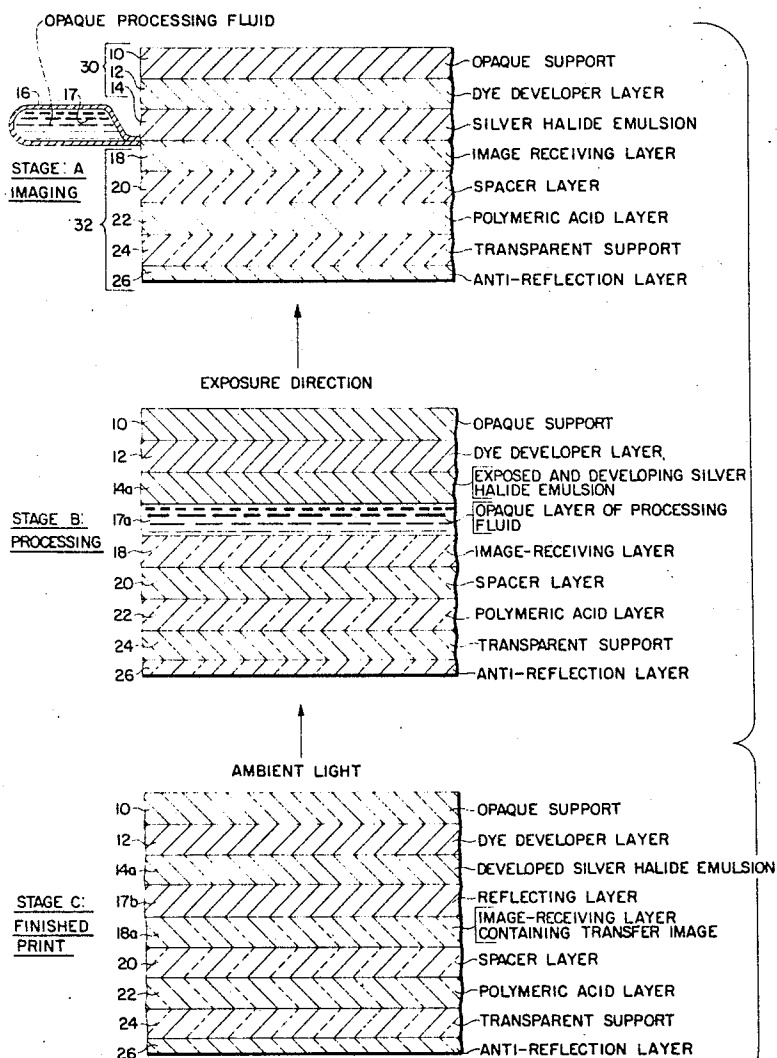 OPAQUE PROCESSING FLUID
10
30
12
14
16
17
OPAQUE SUPPORT
DYE DEVELOPER LAYER
SILVER HALIDE EMULSION
18
IMAGE RECEIVING LAYER
STAGE: A
IMAGING
20
SPACER LAYER
32
22
POLYMERIC ACID LAYER
24
TRANSPARENT SUPPORT
26
ANTI-REFLECTION LAYER
EXPOSURE DIRECTION
10
OPAQUE SUPPORT
12
DYE DEVELOPER LAYER
14a
EXPOSED AND DEVELOPING SILVER
HALIDE EMULSION
STAGE B:
PROCESSING
17a
OPAQUE LAYER OF PROCESSING
FLUID
18
IMAGE-RECEIVING LAYER
20
SPACER LAYER
22
POLYMERIC ACID LAYER
24
TRANSPARENT SUPPORT
26
ANTI-REFLECTION LAYER
AMBIENT LIGHT
10
OPAQUE SUPPORT
12
DYE DEVELOPER LAYER
14a
DEVELOPED SILVER HALIDE EMULSION
STAGE C:
FINISHED
PRINT
17b
REFLECTING LAYER
18a
IMAGE-RECEIVING LAYER
CONTAINING TRANSFER IMAGE
20
SPACER LAYER
22
POLYMERIC ACID LAYER
24
TRANSPARENT SUPPORT
26
ANTI-REFLECTION LAYER